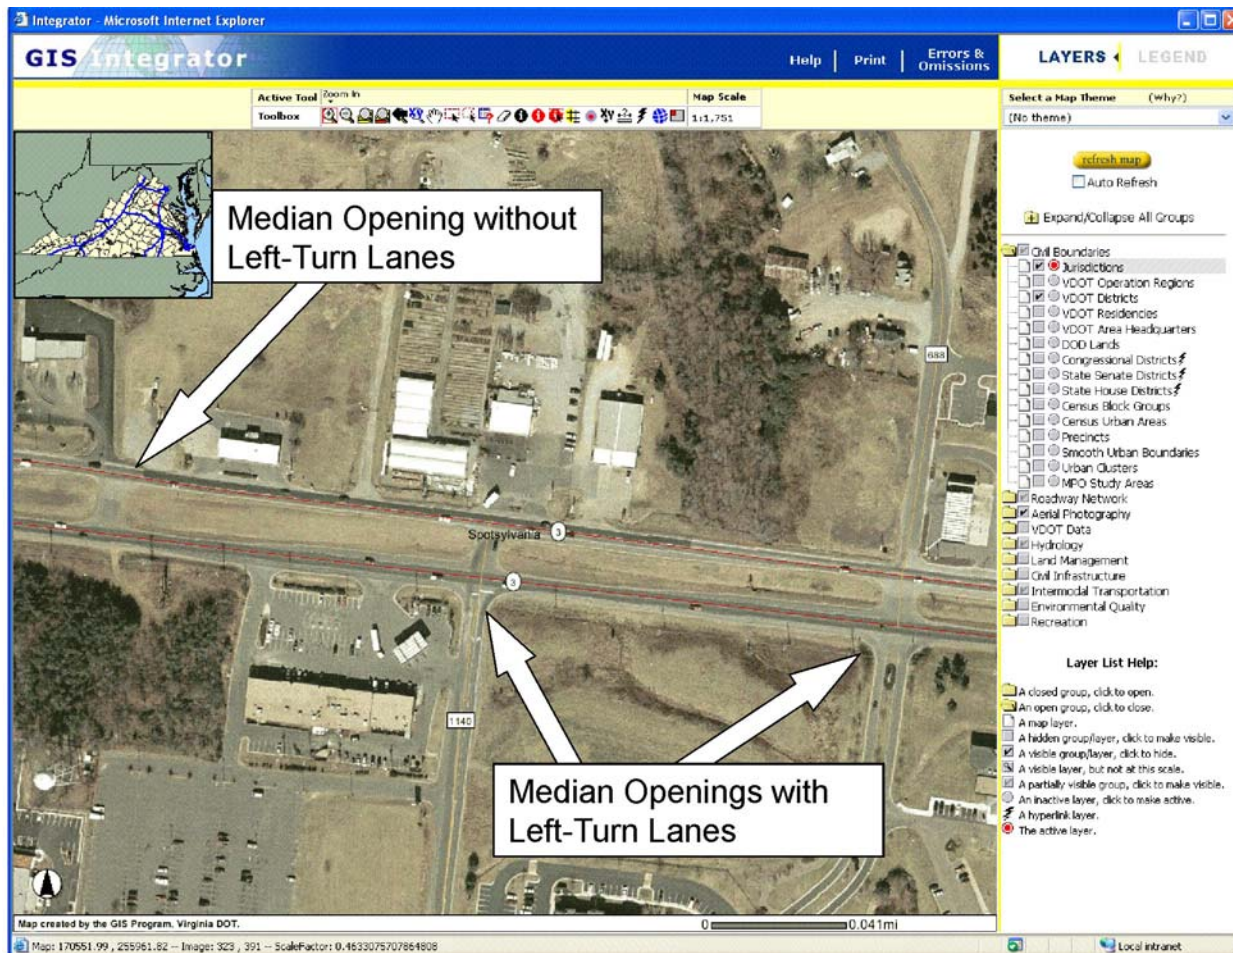 Integrator - Microsoft Internet Explorer
GIS Integrator
Help | Print | Errors & Omissions
LAYERS LEGEND
Active Tool Zoom In
Map Scale
Toolbox
1:1,751
Select a Map Theme (Why?)
(No theme)
refresh map
Auto Refresh
Expand/Collapse All Groups
Civil Boundaries
Jurisdictions
VDOT Operation Regions
VDOT Districts
VDOT Residencies
VDOT Area Headquarters
DOD Lands
Congressional Districts
State Senate Districts
State House Districts
Census Block Groups
Census Urban Areas
Precincts
Smooth Urban Boundaries
Urban Clusters
MPO Study Areas
Roadway Network
Aerial Photography
VDOT Data
Hydrology
Land Management
Civil Infrastructure
Intermodal Transportation
Environmental Quality
Recreation
Layer List Help:
A closed group, click to open.
An open group, click to close.
A map layer.
A hidden group/layer, click to make visible.
A visible group/layer, click to hide.
A visible layer, but not at this scale.
A partially visible group, click to make visible.
An inactive layer, click to make active.
A hyperlink layer.
The active layer.
Median Opening without
Left-Turn Lanes
688
Spotsylvania 3
3
1140
Median Openings with
Left-Turn Lanes
Map created by the GIS Program, Virginia DOT.
0 0.041mi
Map: 170551.99 , 255961.82 -- Image: 323 , 391 -- ScaleFactor: 0.4633075707864808
Local intranet